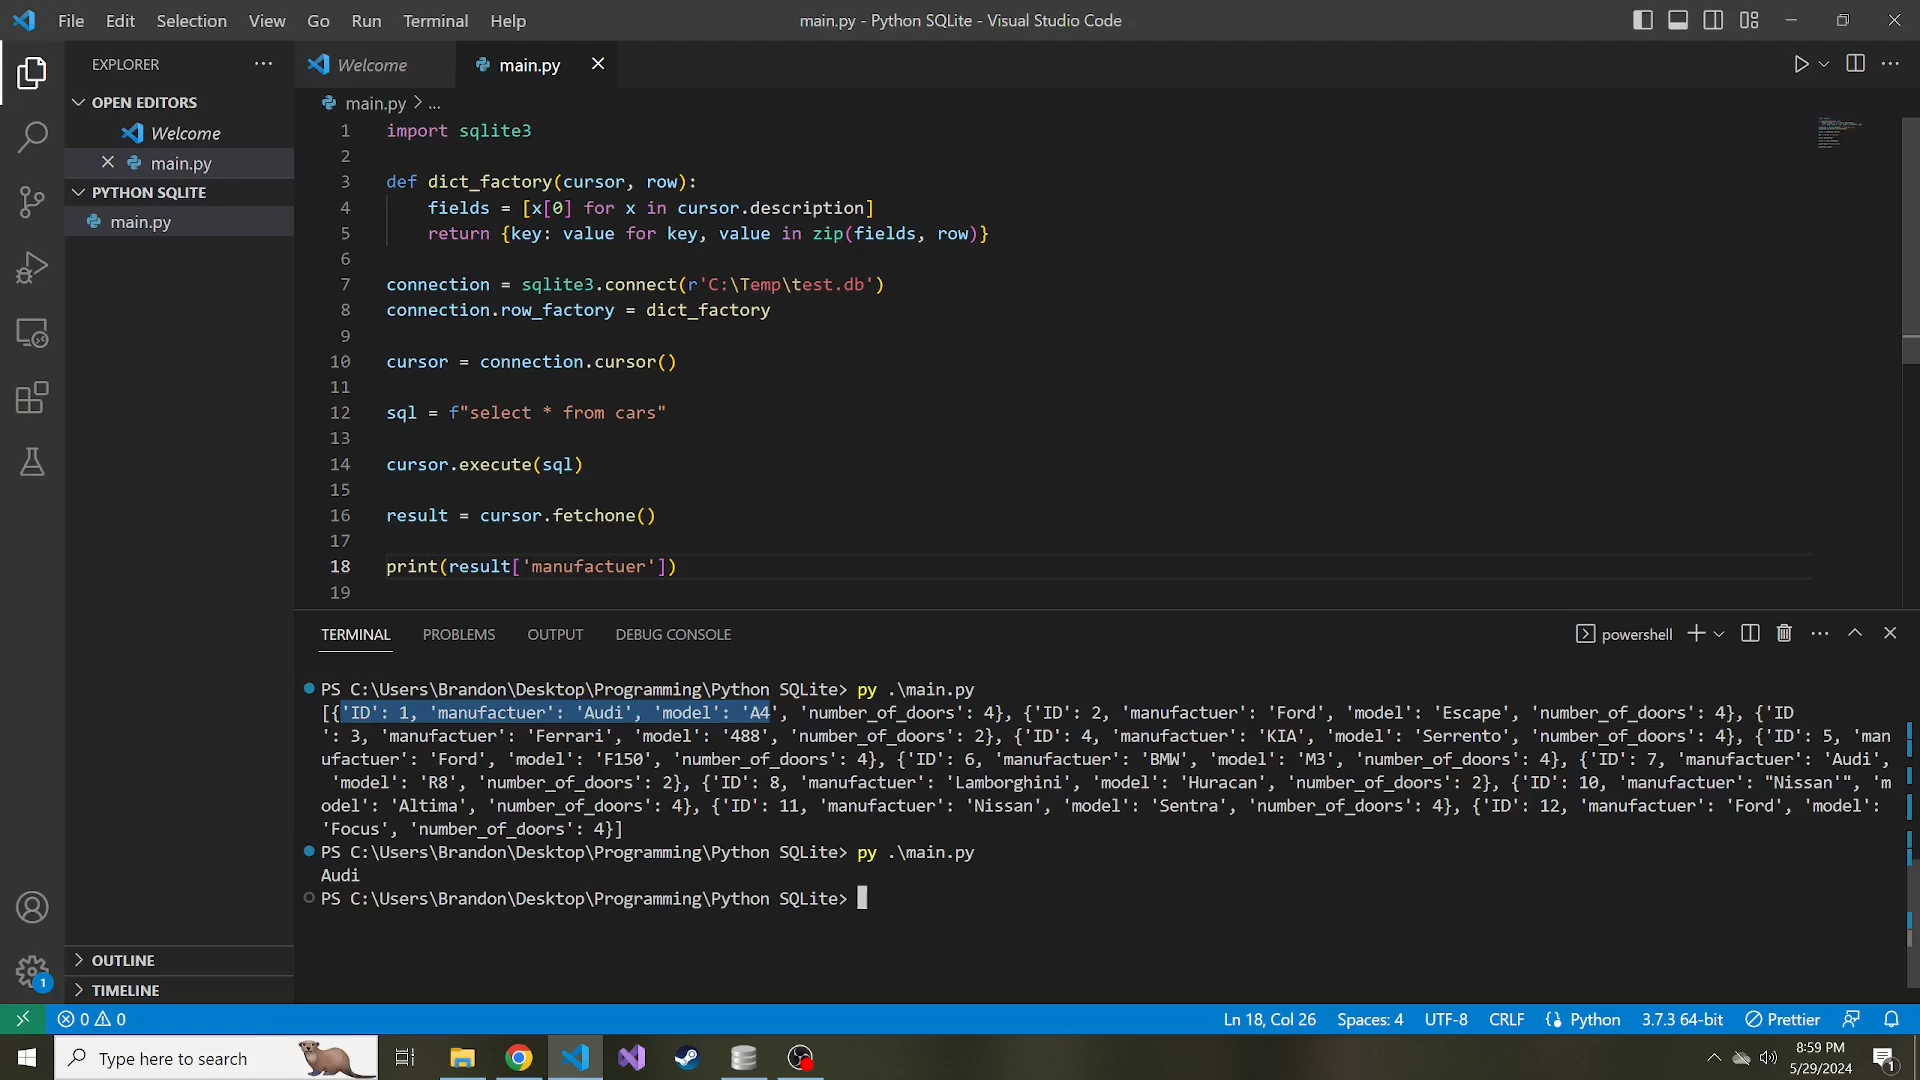 File Edit Selection View Go Run Terminal Help
main.py - Python SQLite - Visual Studio Code
EXPLORER
OPEN EDITORS
Welcome
main.py
PYTHON SQLITE
main.py
OUTLINE
TIMELINE
Welcome main.py
main.py > ...
1 import sqlite3
2
3 def dict_factory(cursor, row):
4 fields = [x[0] for x in cursor.description]
5 return {key: value for key, value in zip(fields, row)}
6
7 connection = sqlite3.connect(r'C:\Temp\test.db')
8 connection.row_factory = dict_factory
9
10 cursor = connection.cursor()
11
12 sql = f"select * from cars"
13
14 cursor.execute(sql)
15
16 result = cursor.fetchone()
17
18 print(result['manufactuer'])
19
TERMINAL PROBLEMS OUTPUT DEBUG CONSOLE
powershell
PS C:\Users\Brandon\Desktop\Programming\Python SQLite> py .\main.py
[{'ID': 1, 'manufactuer': 'Audi', 'model': 'A4', 'number_of_doors': 4}, {'ID': 2, 'manufactuer': 'Ford', 'model': 'Escape', 'number_of_doors': 4}, {'ID
': 3, 'manufactuer': 'Ferrari', 'model': '488', 'number_of_doors': 2}, {'ID': 4, 'manufactuer': 'KIA', 'model': 'Serrento', 'number_of_doors': 4}, {'ID': 5, 'man
ufactuer': 'Ford', 'model': 'F150', 'number_of_doors': 4}, {'ID': 6, 'manufactuer': 'BMW', 'model': 'M3', 'number_of_doors': 4}, {'ID': 7, 'manufactuer': 'Audi',
'model': 'R8', 'number_of_doors': 2}, {'ID': 8, 'manufactuer': 'Lamborghini', 'model': 'Huracan', 'number_of_doors': 2}, {'ID': 10, 'manufactuer': "Nissan'", 'm
odel': 'Altima', 'number_of_doors': 4}, {'ID': 11, 'manufactuer': 'Nissan', 'model': 'Sentra', 'number_of_doors': 4}, {'ID': 12, 'manufactuer': 'Ford', 'model':
'Focus', 'number_of_doors': 4}]
PS C:\Users\Brandon\Desktop\Programming\Python SQLite> py .\main.py
Audi
PS C:\Users\Brandon\Desktop\Programming\Python SQLite>
1
0 0
Ln 18, Col 26 Spaces: 4 UTF-8 CRLF Python 3.7.3 64-bit Prettier
Type here to search
8:59 PM
5/29/2024
1